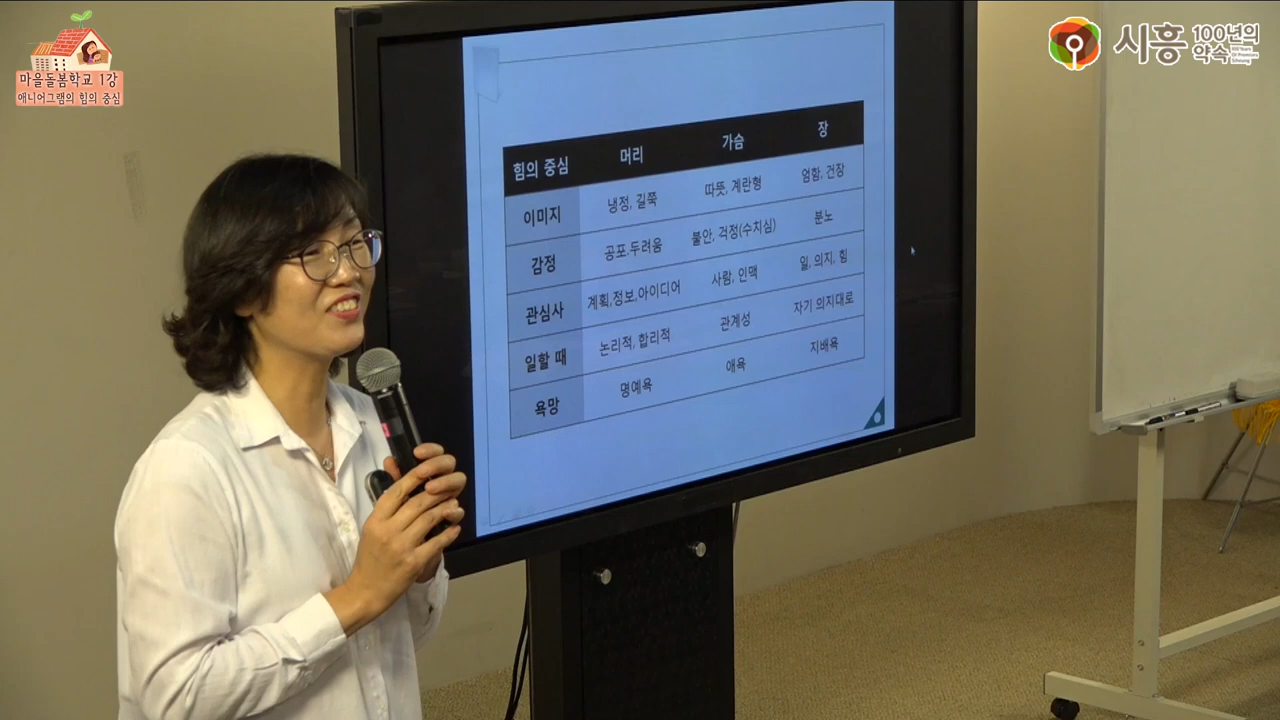 마을돌봄학교 1강
애니어그램의 힘의 중심
시흥 100년의
약속
힘의 중심 머리 가슴 장
이미지 냉정, 길쭉 따뜻, 계란형 엄함, 건장
감정 공포.두려움 불안, 걱정(수치심) 분노
관심사 계획,정보,아이디어 사람, 인맥 일, 의지, 힘
일할 때 논리적, 합리적 관계성 자기 의지대로
욕망 명예욕 애욕 지배욕